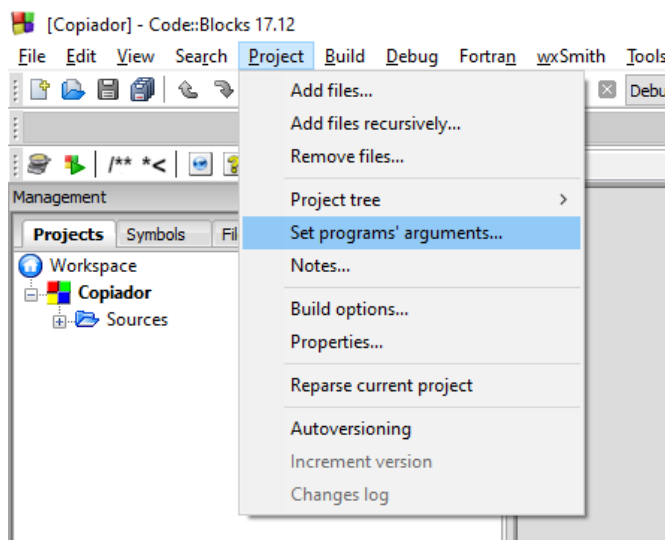 [Copiador] - Code::Blocks 17.12
File Edit View Search Project Build Debug Fortran wxSmith Tools
Debu
/** *<
Management
Projects Symbols Fil
Workspace
Copiador
Sources
Add files...
Add files recursively...
Remove files...
Project tree
Set programs' arguments...
Notes...
Build options...
Properties...
Reparse current project
Autoversioning
Increment version
Changes log